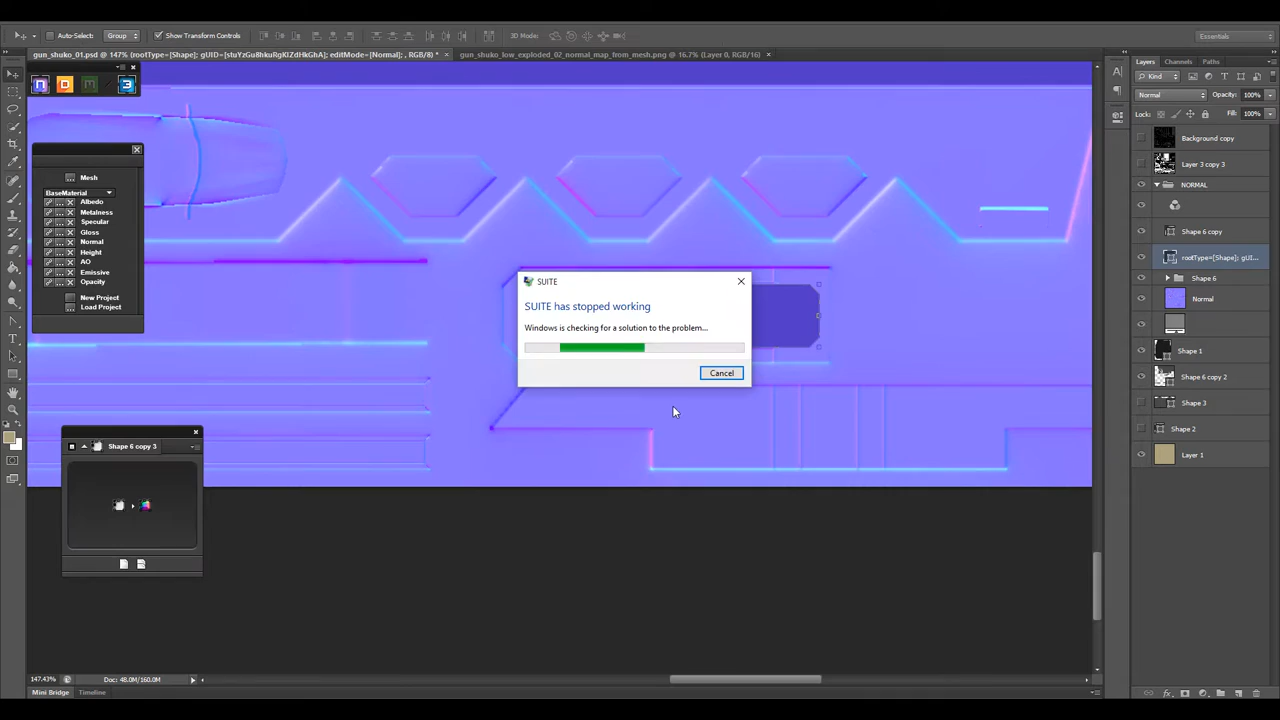 Auto-Select:
Group
Show Transform Controls
3D Mode:
Essentials
gun_shuko_01.psd @ 147% (rootType=[Shape]; gUID=[stuYzGu8hkuRgKIZdHkGhA]; editMode=[Normal]; , RGB/8) * ×
gun_shuko_low_exploded_02_normal_map_from_mesh.png @ 16.7% (Layer 0, RGB/16) ×
Mesh
BaseMaterial
Albedo
Metalness
Specular
Gloss
Normal
Height
AO
Emissive
Opacity
New Project
Load Project
Shape 6 copy 3
SUITE
SUITE has stopped working
Windows is checking for a solution to the problem...
Cancel
Layers Channels Paths
Kind
Normal
Opacity: 100%
Lock:
Fill: 100%
Background copy
Layer 3 copy 3
NORMAL
Shape 6 copy
rootType=[Shape]; gUI...
Shape 6
Normal
Shape 1
Shape 6 copy 2
Shape 3
Shape 2
Layer 1
147.43%
Doc: 48.0M/160.0M
Mini Bridge Timeline